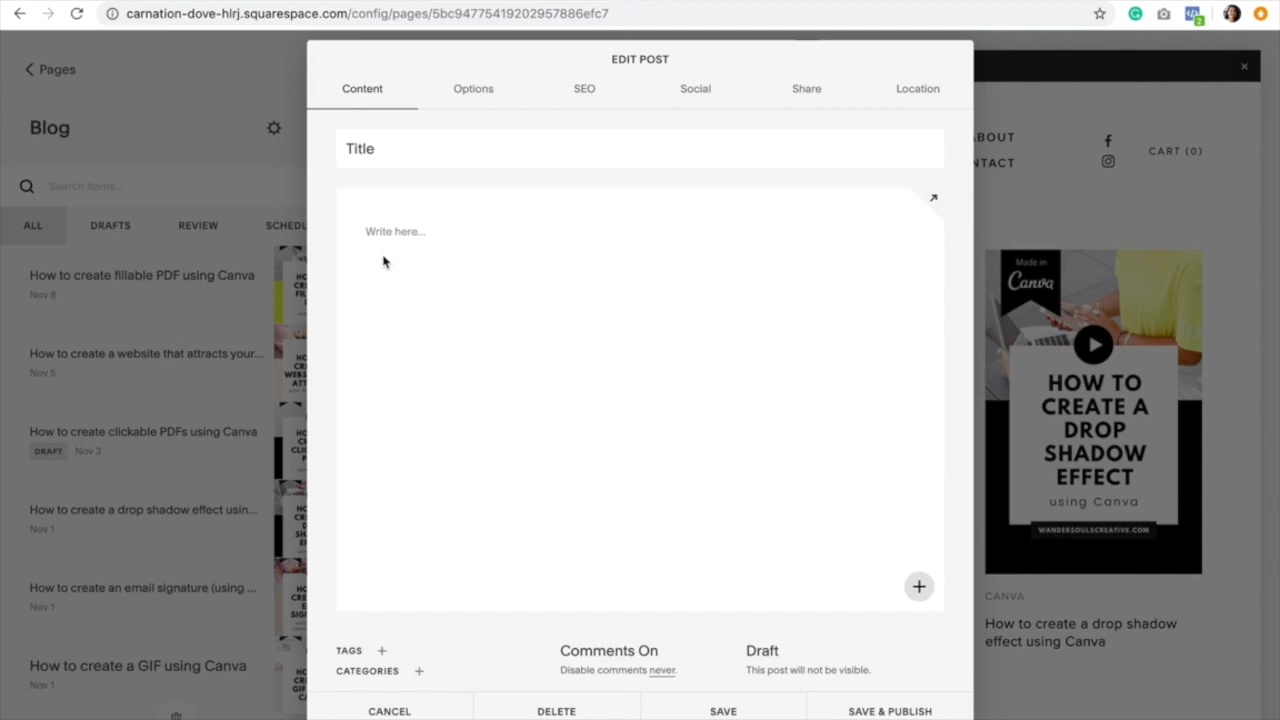 carnation-dove-hlrj.squarespace.com/config/pages/5bc94775419202957886efc7
2
Pages
Blog
Search items...
ALL DRAFTS REVIEW SCHEDU
How to create fillable PDF using Canva
Nov 8
How to create a website that attracts your...
Nov 5
How to create clickable PDFs using Canva
DRAFT Nov 3
How to create a drop shadow effect usin...
Nov 1
How to create an email signature (using ...
Nov 1
How to create a GIF using Canva
Nov 1
EDIT POST
Content Options SEO Social Share Location
Title
Write here...
TAGS +
CATEGORIES +
Comments On
Disable comments never.
Draft
This post will not be visible.
CANCEL DELETE SAVE SAVE & PUBLISH
ABOUT
NTACT
CART (0)
Made in
Canva
HOW TO
CREATE A
DROP
SHADOW
EFFECT
using Canva
WANDERSOULSCREATIVE.COM
CANVA
How to create a drop shadow
effect using Canva